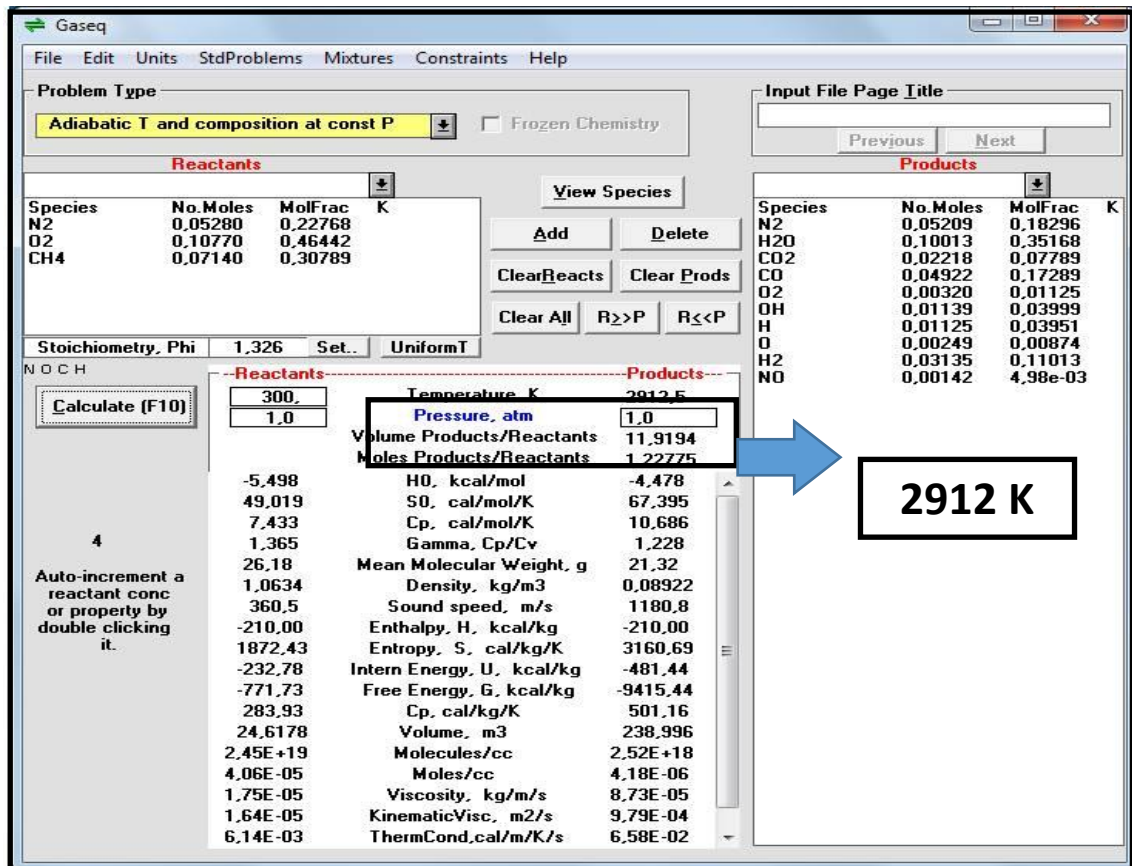 Gaseq
File Edit Units StdProblems Mixtures Constraints Help
Problem Type
Adiabatic T and composition at const P
Frozen Chemistry
Input File Page Title
Previous Next
Reactants
Species No.Moles MolFrac K
N2 0,05280 0,22768
O2 0,10770 0,46442
CH4 0,07140 0,30789
View Species
Add Delete
ClearReacts Clear Prods
Clear All R>>P R<<P
Products
Species No.Moles MolFrac K
N2 0,05209 0,18296
H2O 0,10013 0,35168
CO2 0,02218 0,07789
CO 0,04922 0,17289
O2 0,00320 0,01125
OH 0,01139 0,03999
H 0,01125 0,03951
O 0,00249 0,00874
H2 0,03135 0,11013
NO 0,00142 4,98e-03
Stoichiometry, Phi 1,326 Set.. UniformT
N O C H
Calculate (F10)
--Reactants-- --Products--
300, Temperature, K 2912,5
1,0 Pressure, atm 1,0
Volume Products/Reactants 11,9194
Moles Products/Reactants 1,22775
-5,498 H0, kcal/mol -4,478
49,019 S0, cal/mol/K 67,395
7,433 Cp, cal/mol/K 10,686
1,365 Gamma, Cp/Cv 1,228
26,18 Mean Molecular Weight, g 21,32
1,0634 Density, kg/m3 0,08922
360,5 Sound speed, m/s 1180,8
-210,00 Enthalpy, H, kcal/kg -210,00
1872,43 Entropy, S, cal/kg/K 3160,69
-232,78 Intern Energy, U, kcal/kg -481,44
-771,73 Free Energy, G, kcal/kg -9415,44
283,93 Cp, cal/kg/K 501,16
24,6178 Volume, m3 238,996
2,45E+19 Molecules/cc 2,52E+18
4,06E-05 Moles/cc 4,18E-06
1,75E-05 Viscosity, kg/m/s 8,73E-05
1,64E-05 KinematicVisc, m2/s 9,79E-04
6,14E-03 ThermCond,cal/m/K/s 6,58E-02
4
Auto-increment a
reactant conc
or property by
double clicking
it.
2912 K